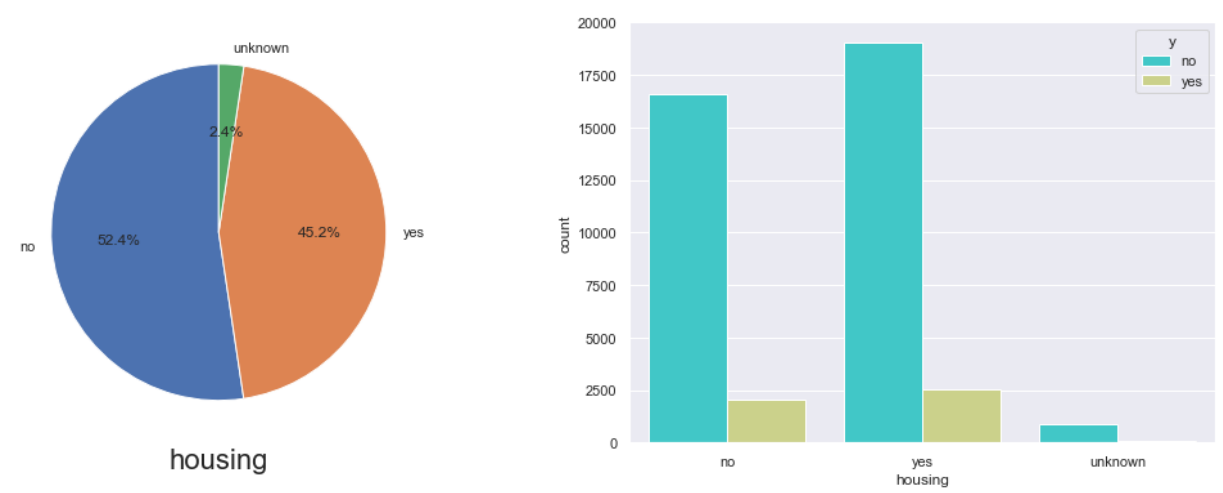 unknown
2.4%
no
52.4%
45.2%
yes
housing
20000
17500
15000
12500
10000
7500
5000
2500
0
count
y
no
yes
no
yes
unknown
housing